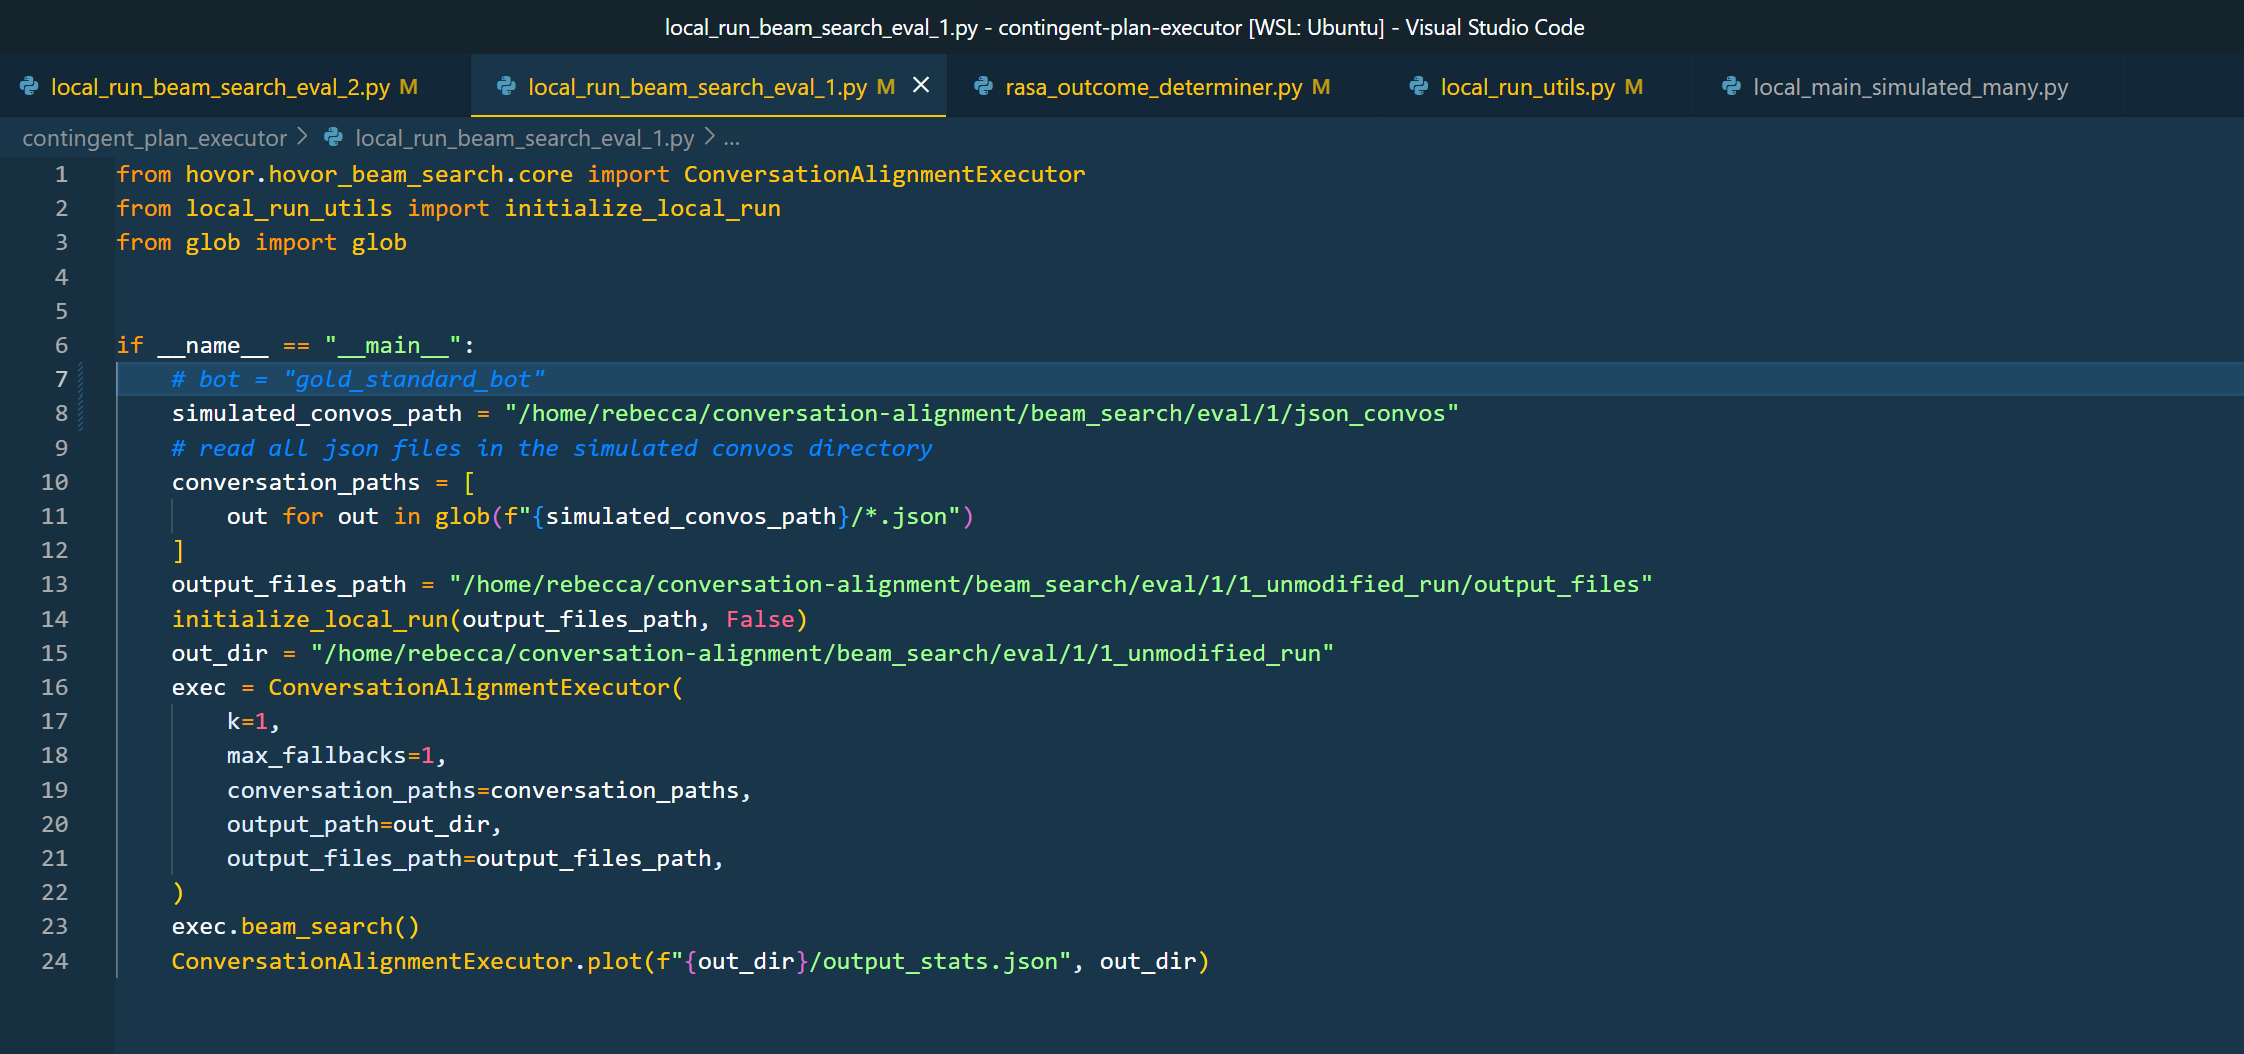 local_run_beam_search_eval_1.py - contingent-plan-executor [WSL: Ubuntu] - Visual Studio Code
local_run_beam_search_eval_2.py M local_run_beam_search_eval_1.py M × rasa_outcome_determiner.py M local_run_utils.py M local_main_simulated_many.py
contingent_plan_executor > local_run_beam_search_eval_1.py > ...
1 from hovor.hovor_beam_search.core import ConversationAlignmentExecutor
2 from local_run_utils import initialize_local_run
3 from glob import glob
4
5
6 if __name__ == "__main__":
7     # bot = "gold_standard_bot"
8     simulated_convos_path = "/home/rebecca/conversation-alignment/beam_search/eval/1/json_convos"
9     # read all json files in the simulated convos directory
10     conversation_paths = [
11         out for out in glob(f"{simulated_convos_path}/*.json")
12     ]
13     output_files_path = "/home/rebecca/conversation-alignment/beam_search/eval/1/1_unmodified_run/output_files"
14     initialize_local_run(output_files_path, False)
15     out_dir = "/home/rebecca/conversation-alignment/beam_search/eval/1/1_unmodified_run"
16     exec = ConversationAlignmentExecutor(
17         k=1,
18         max_fallbacks=1,
19         conversation_paths=conversation_paths,
20         output_path=out_dir,
21         output_files_path=output_files_path,
22     )
23     exec.beam_search()
24     ConversationAlignmentExecutor.plot(f"{out_dir}/output_stats.json", out_dir)